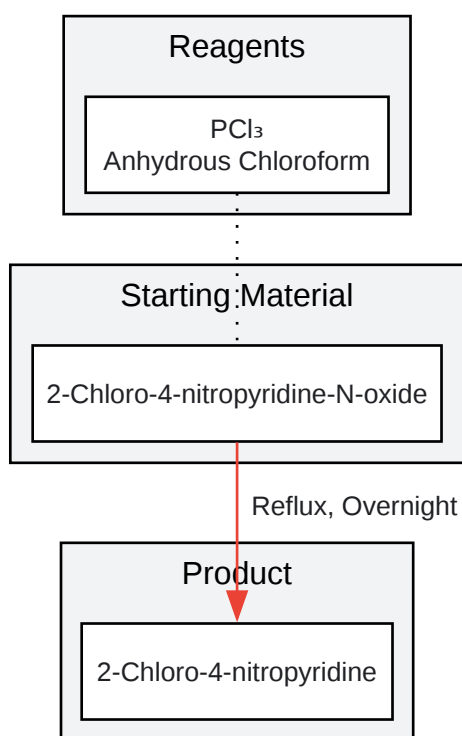 Reagents
PCl₃
Anhydrous Chloroform
Starting Material
2-Chloro-4-nitropyridine-N-oxide
Reflux, Overnight
Product
2-Chloro-4-nitropyridine